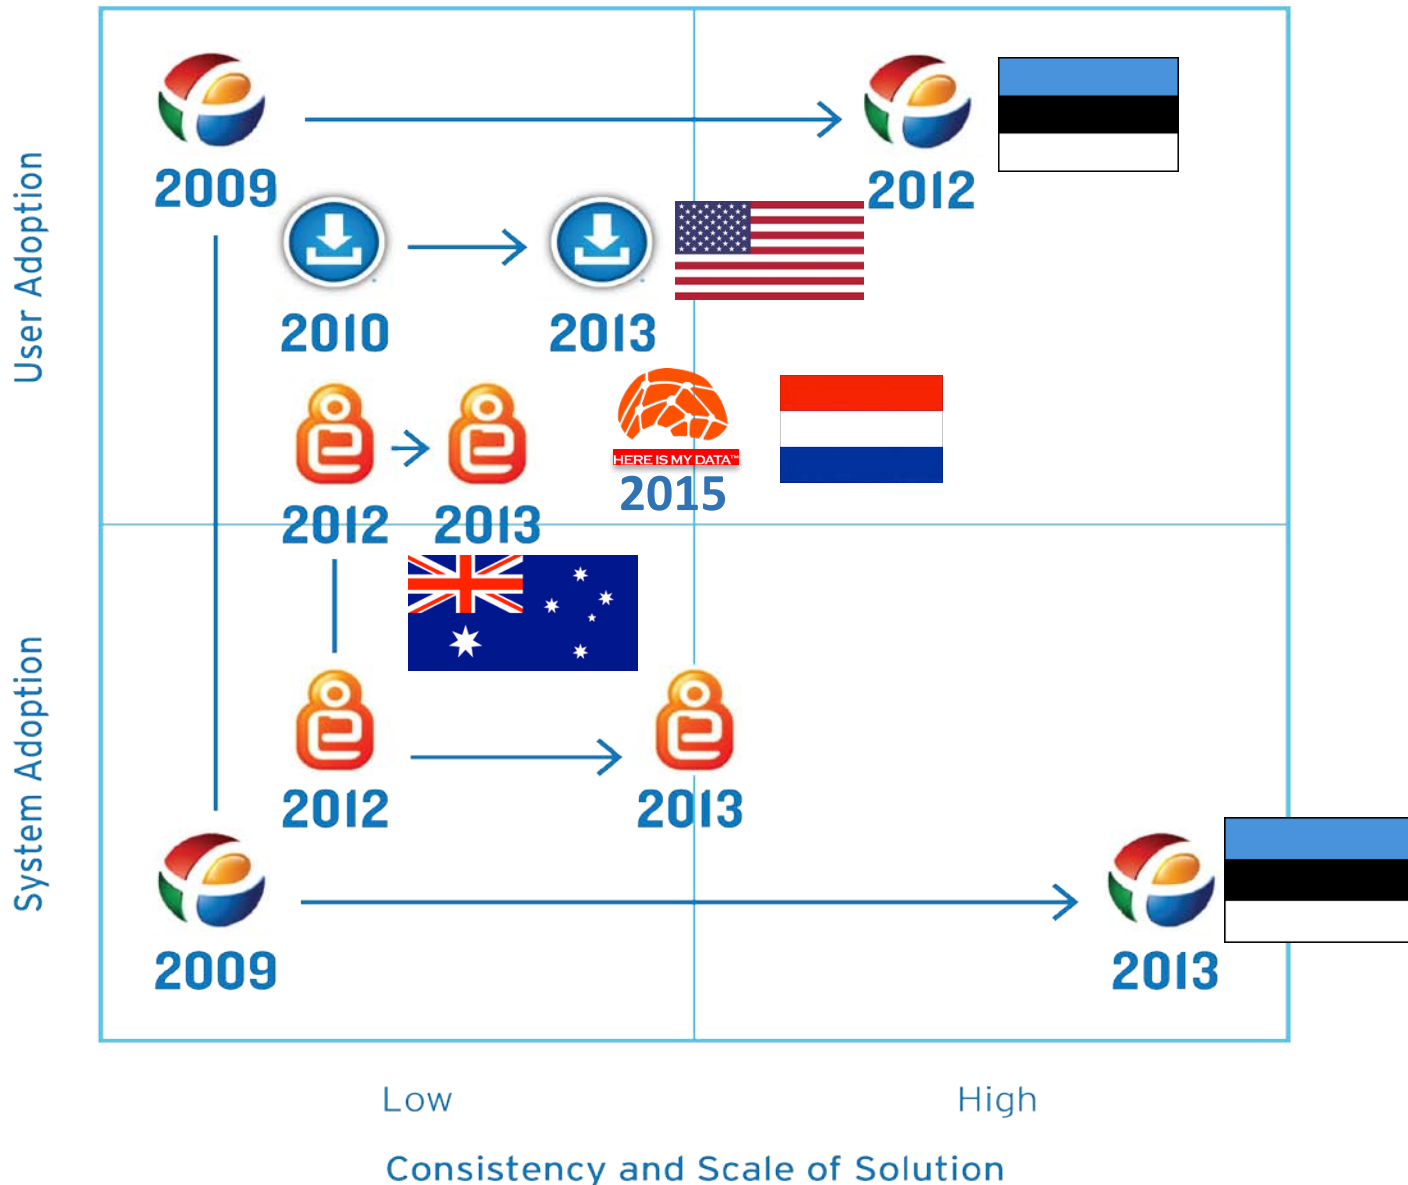 User Adoption
2009
2012
2010
2013
HERE IS MY DATA™
2015
2012
2013
System Adoption
2012
2013
2009
2013
Low
High
Consistency and Scale of Solution